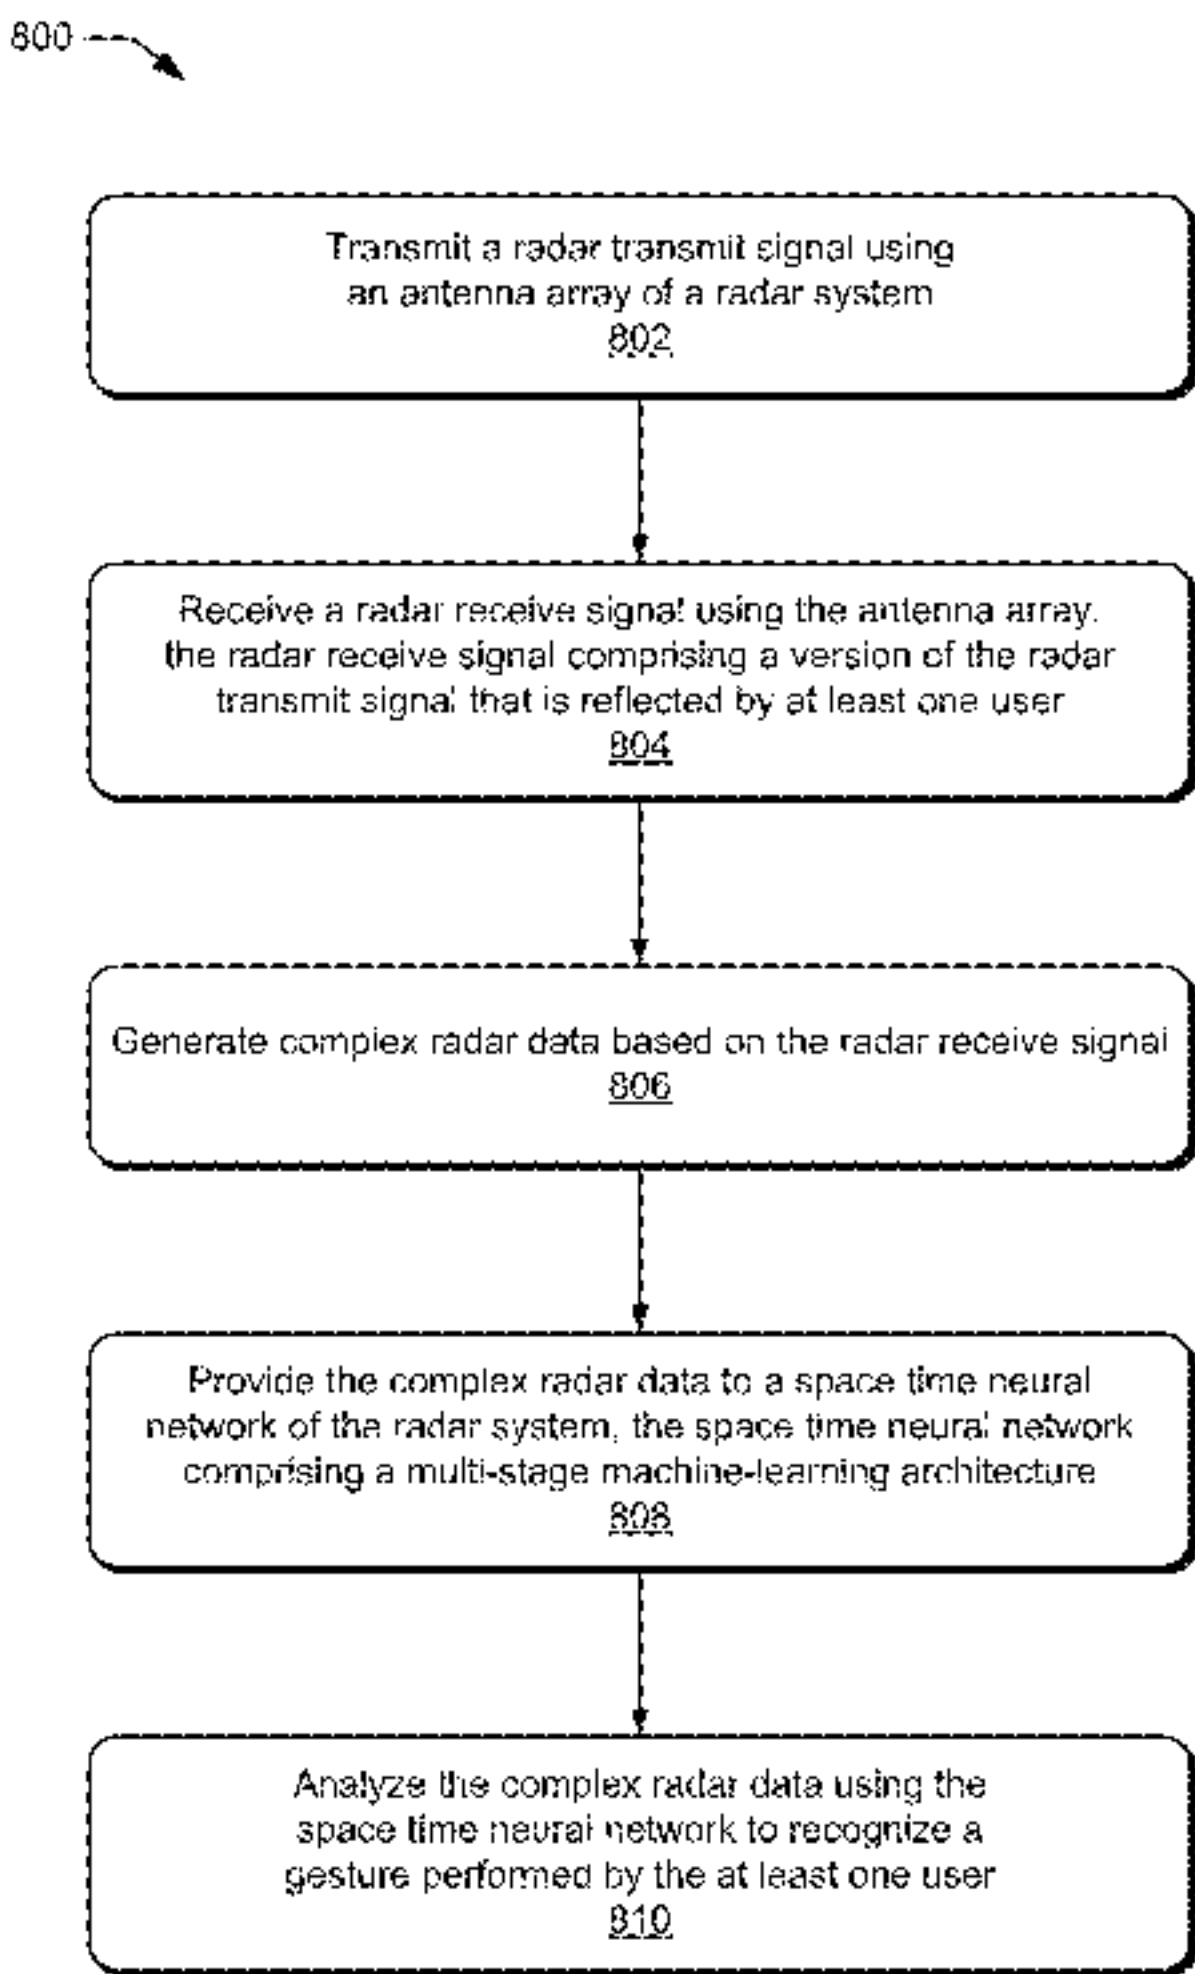 800
Transmit a radar transmit signal using
an antenna array of a radar system
802
Receive a radar receive signal using the antenna array,
the radar receive signal comprising a version of the radar
transmit signal that is reflected by at least one user
804
Generate complex radar data based on the radar receive signal
806
Provide the complex radar data to a space time neural
network of the radar system, the space time neural network
comprising a multi-stage machine-learning architecture
808
Analyze the complex radar data using the
space time neural network to recognize a
gesture performed by the at least one user
810